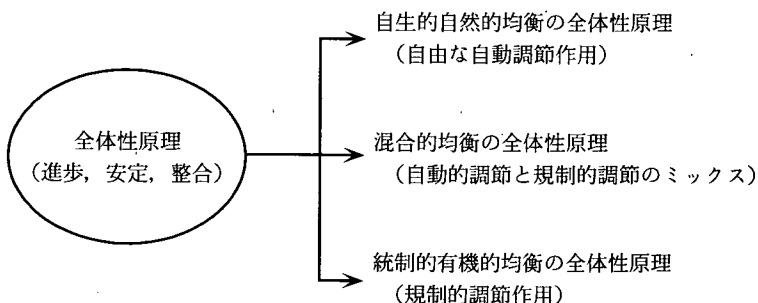 自生的自然的均衡の全体性原理
（自由な自動調節作用）
全体性原理
（進歩，安定，整合）
混合的均衡の全体性原理
（自動的調節と規制的調節のミックス）
統制的有機的均衡の全体性原理
（規制的調節作用）